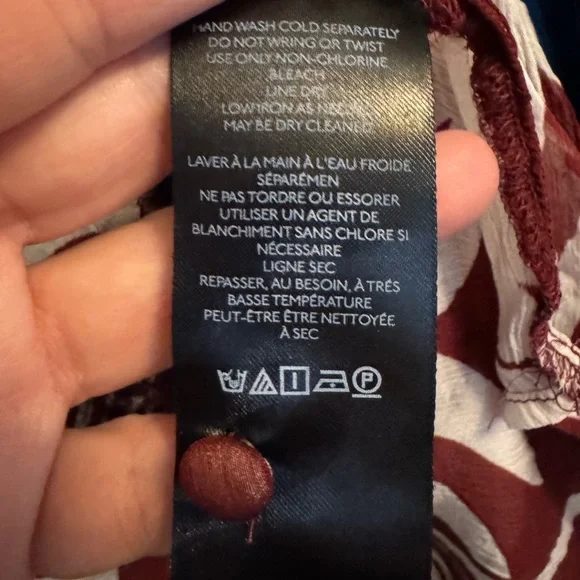 HAND WASH COLD SEPARATELY
DO NOT WRING OR TWIST
USE ONLY NON-CHLORINE
BLEACH
LINE DRY
LOW IRON AS NEEDED
MAY BE DRY CLEANED
LAVER À LA MAIN À L'EAU FROIDE
SÉPARÉMEN
NE PAS TORDRE OU ESSORER
UTILISER UN AGENT DE
BLANCHIMENT SANS CHLORE SI
NÉCESSAIRE
LIGNE SEC
REPASSER, AU BESOIN, À TRÉS
BASSE TEMPÉRATURE
PEUT-ÊTRE ÊTRE NETTOYÉE
À SEC
P